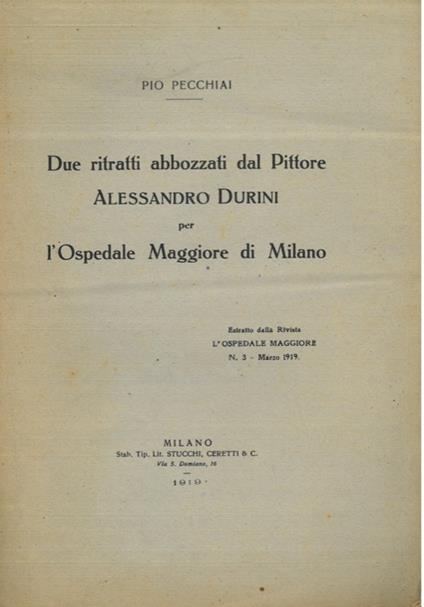 PIO PECCHIAI
Due ritratti abbozzati dal Pittore
ALESSANDRO DURINI
per
l'Ospedale Maggiore di Milano
Estratto dalla Rivista
L'OSPEDALE MAGGIORE
N. 3 - Marzo 1919.
MILANO
Stab. Tip. Lit. STUCCHI, CERETTI & C.
Via S. Damiano, 16
1919